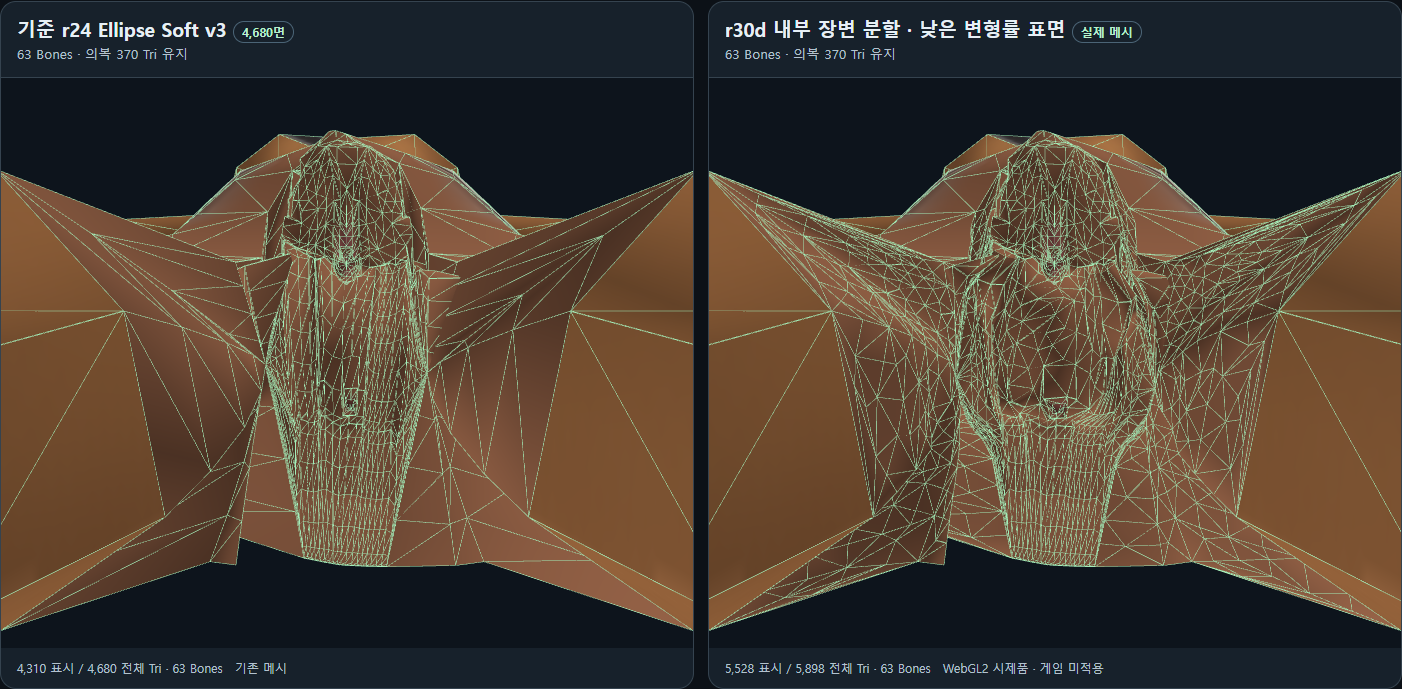 기준 r24 Ellipse Soft v3 4,680면
63 Bones · 의복 370 Tri 유지
4,310 표시 / 4,680 전체 Tri · 63 Bones 기존 메시
r30d 내부 장변 분할 · 낮은 변형률 표면 실제 메시
63 Bones · 의복 370 Tri 유지
5,528 표시 / 5,898 전체 Tri · 63 Bones WebGL2 시제품 · 게임 미적용